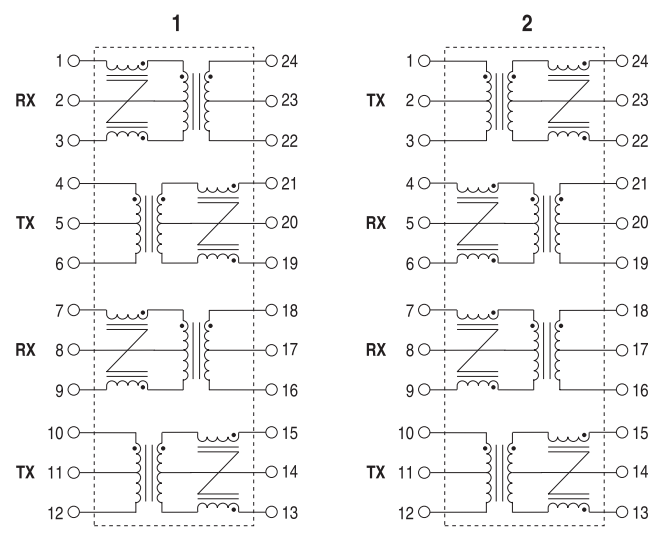 1 2
1 24 1 24
RX 2 23 TX 2 23
3 22 3 22
4 21 4 21
TX 5 20 RX 5 20
6 19 6 19
7 18 7 18
RX 8 17 RX 8 17
9 16 9 16
10 15 10 15
TX 11 14 TX 11 14
12 13 12 13